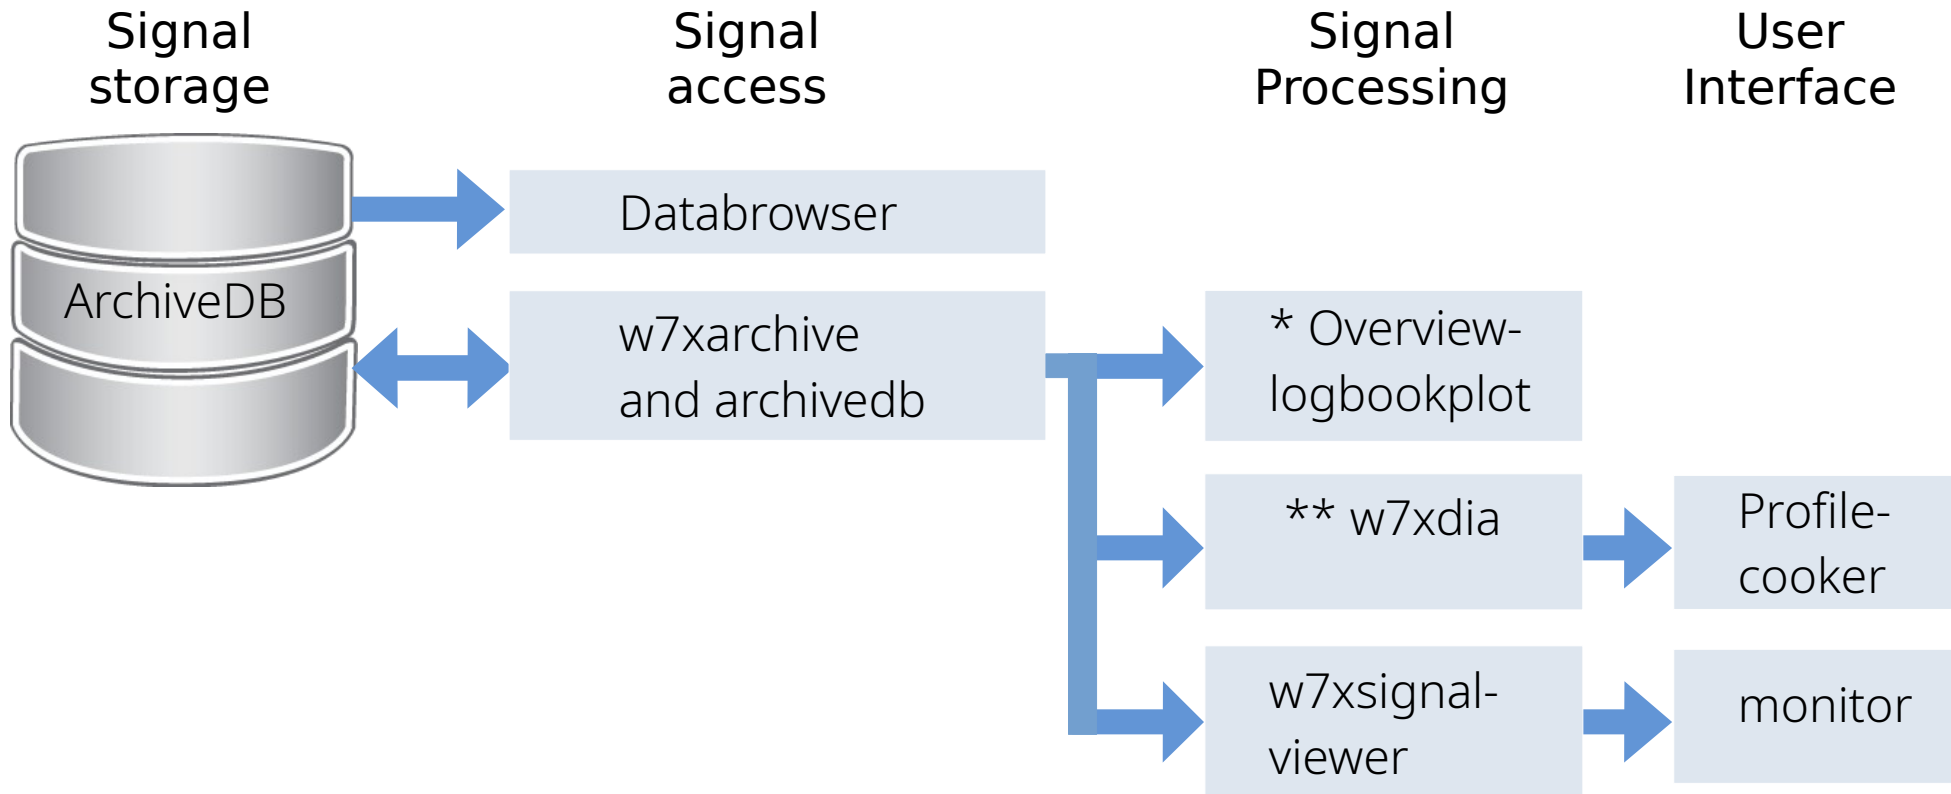 Signal
storage
Signal
access
Signal
Processing
User
Interface
ArchiveDB
Databrowser
w7xarchive
and archivedb
* Overview-
logbookplot
** w7xdia
Profile-
cooker
w7xsignal-
viewer
monitor